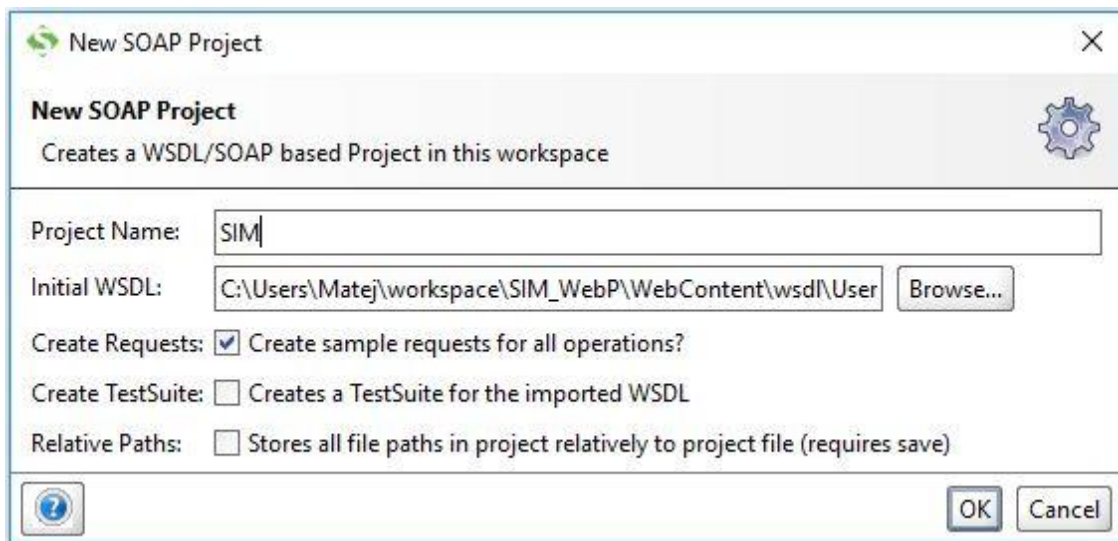 New SOAP Project
New SOAP Project
Creates a WSDL/SOAP based Project in this workspace
Project Name: SIM
Initial WSDL: C:\Users\Matej\workspace\SIM_WebP\WebContent\wsdl\User Browse...
Create Requests: Create sample requests for all operations?
Create TestSuite: Creates a TestSuite for the imported WSDL
Relative Paths: Stores all file paths in project relatively to project file (requires save)
? OK Cancel